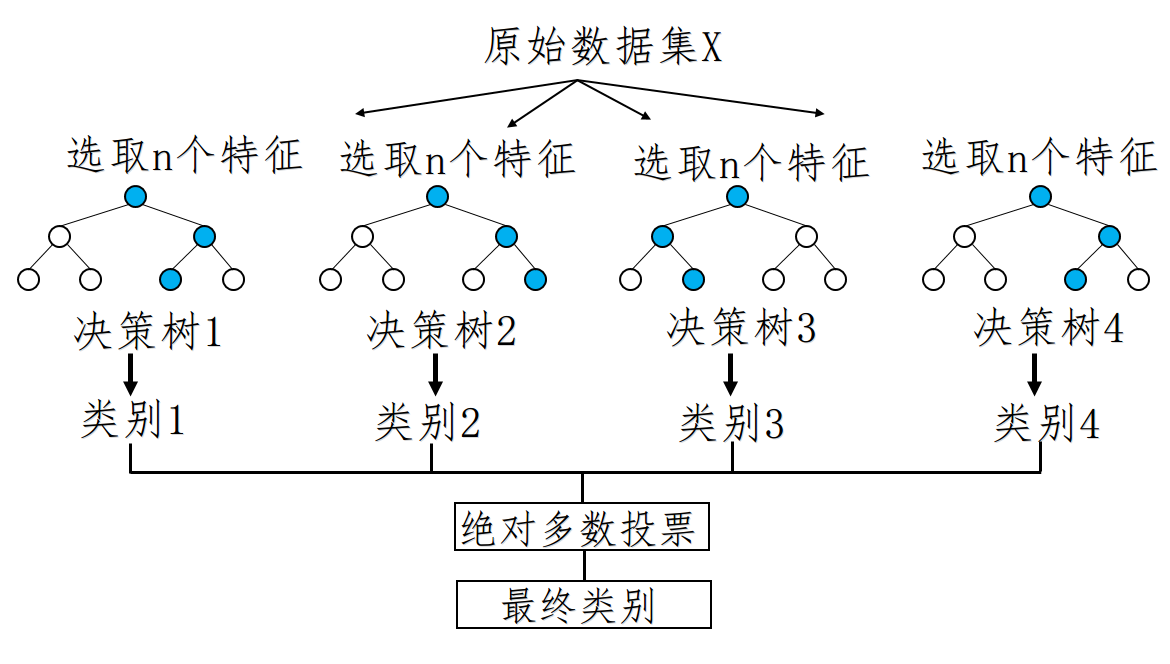 原始数据集X
选取n个特征
选取n个特征
选取n个特征
选取n个特征
决策树1
决策树2
决策树3
决策树4
类别1
类别2
类别3
类别4
绝对多数投票
最终类别